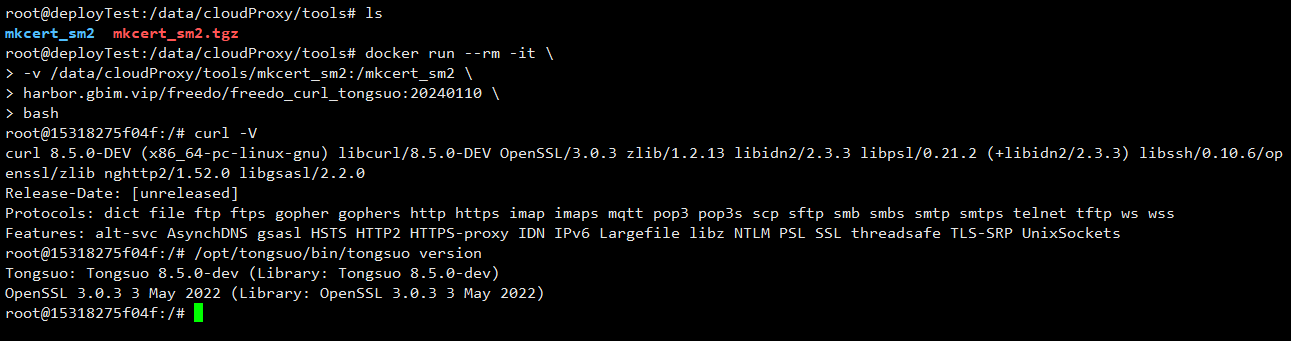 root@deployTest:/data/cloudProxy/tools# ls
mkcert_sm2  mkcert_sm2.tgz
root@deployTest:/data/cloudProxy/tools# docker run --rm -it \
> -v /data/cloudProxy/tools/mkcert_sm2:/mkcert_sm2 \
> harbor.gbim.vip/freedo/freedo_curl_tongsuo:20240110 \
> bash
root@15318275f04f:/# curl -V
curl 8.5.0-DEV (x86_64-pc-linux-gnu) libcurl/8.5.0-DEV OpenSSL/3.0.3 zlib/1.2.13 libidn2/2.3.3 libpsl/0.21.2 (+libidn2/2.3.3) libssh/0.10.6/op
enssl/zlib nghttp2/1.52.0 libgsasl/2.2.0
Release-Date: [unreleased]
Protocols: dict file ftp ftps gopher gophers http https imap imaps mqtt pop3 pop3s scp sftp smb smbs smtp smtps telnet tftp ws wss
Features: alt-svc AsynchDNS gsasl HSTS HTTP2 HTTPS-proxy IDN IPv6 Largefile libz NTLM PSL SSL threadsafe TLS-SRP UnixSockets
root@15318275f04f:/# /opt/tongsuo/bin/tongsuo version
Tongsuo: Tongsuo 8.5.0-dev (Library: Tongsuo 8.5.0-dev)
OpenSSL 3.0.3 3 May 2022 (Library: OpenSSL 3.0.3 3 May 2022)
root@15318275f04f:/#